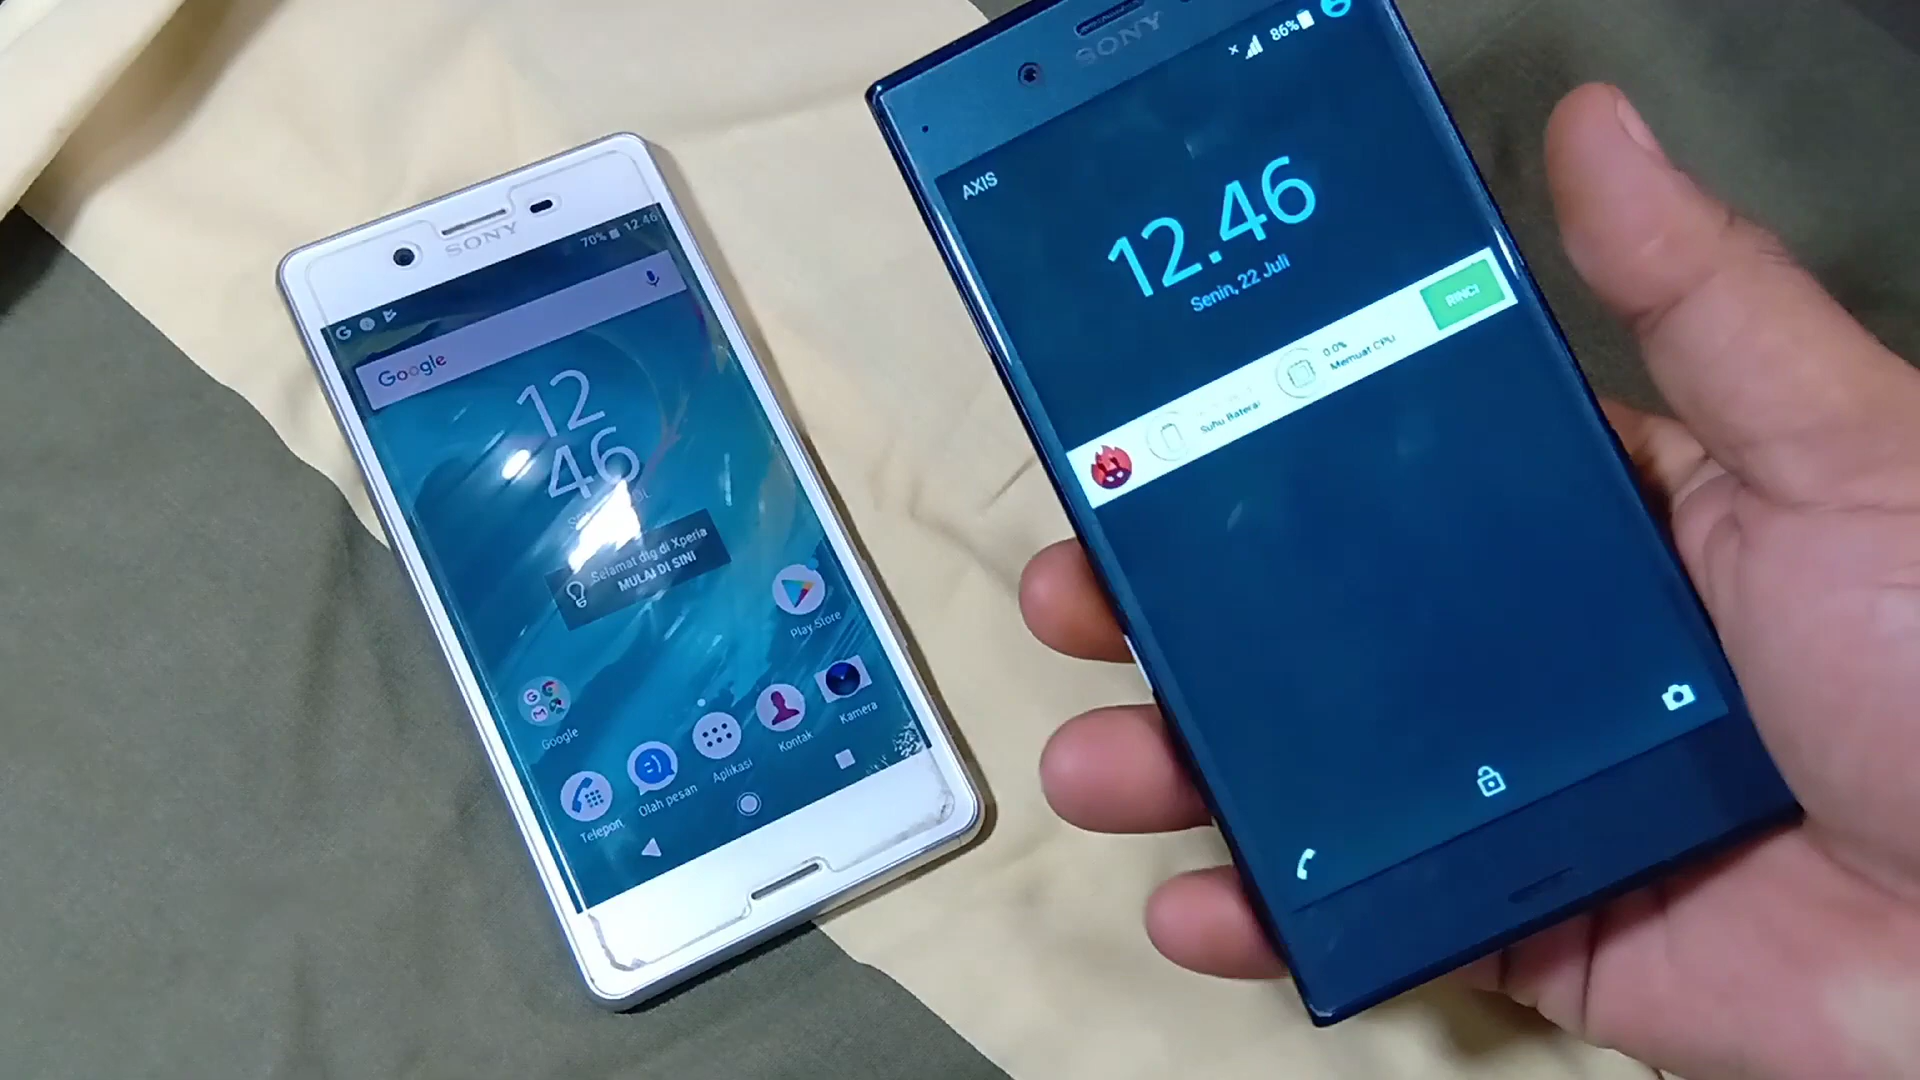 SONY
70% 12.46
Google
12
46
Selamat dtg di Xperia
MULAI DI SINI
Play Store
Google
Telepon
Olah pesan
Aplikasi
Kontak
Kamera
SONY
86%
AXIS
12.46
Senin, 22 Juli
RINCI
0.0%
Memuat CPU
Suhu Baterai